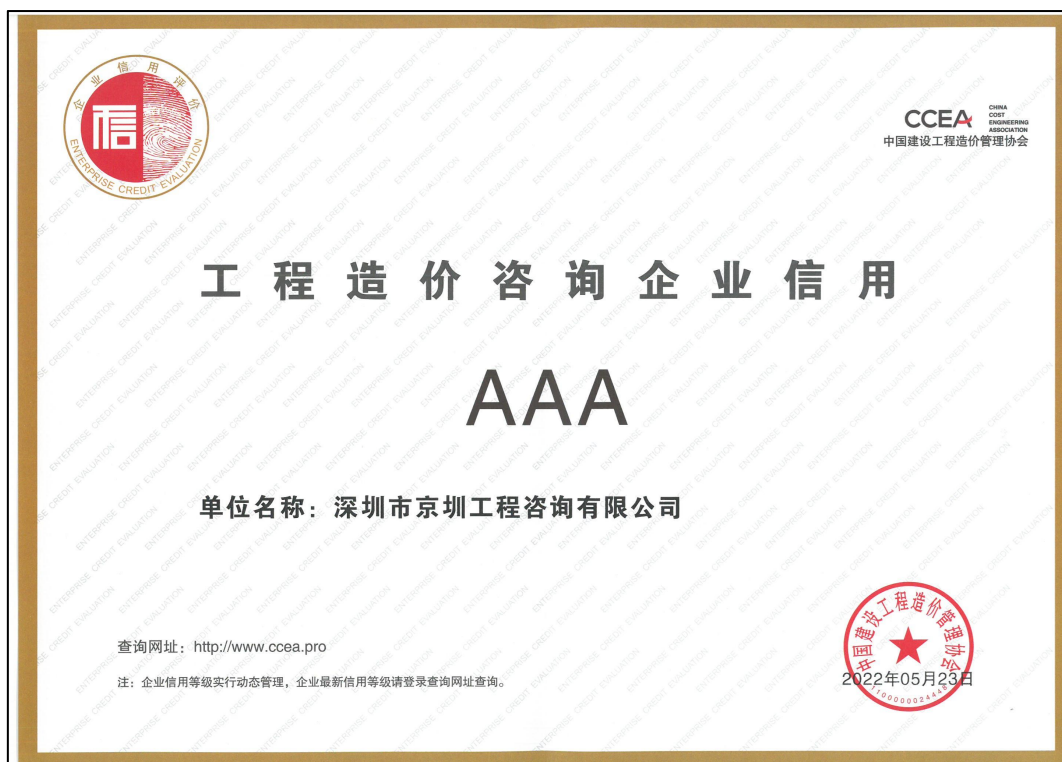 企业信用评价
信
ENTERPRISE CREDIT EVALUATION
CCEA
CHINA
COST
ENGINEERING
ASSOCIATION
中国建设工程造价管理协会
工程造价咨询企业信用
AAA
单位名称：深圳市京圳工程咨询有限公司
查询网址：http://www.ccea.pro
注：企业信用等级实行动态管理，企业最新信用等级请登录查询网址查询。
中国建设工程造价管理协会
2022年05月23日
1100000024448